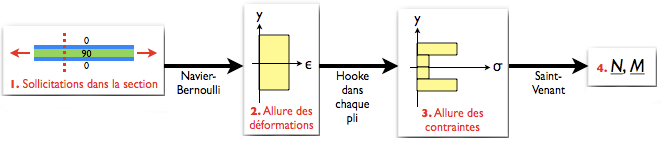 0
90
0
1. Sollicitations dans la section
Navier-
Bernoulli
y
ϵ
2. Allure des
déformations
Hooke
dans
chaque
pli
y
σ
3. Allure des
contraintes
Saint-
Venant
4. N, M